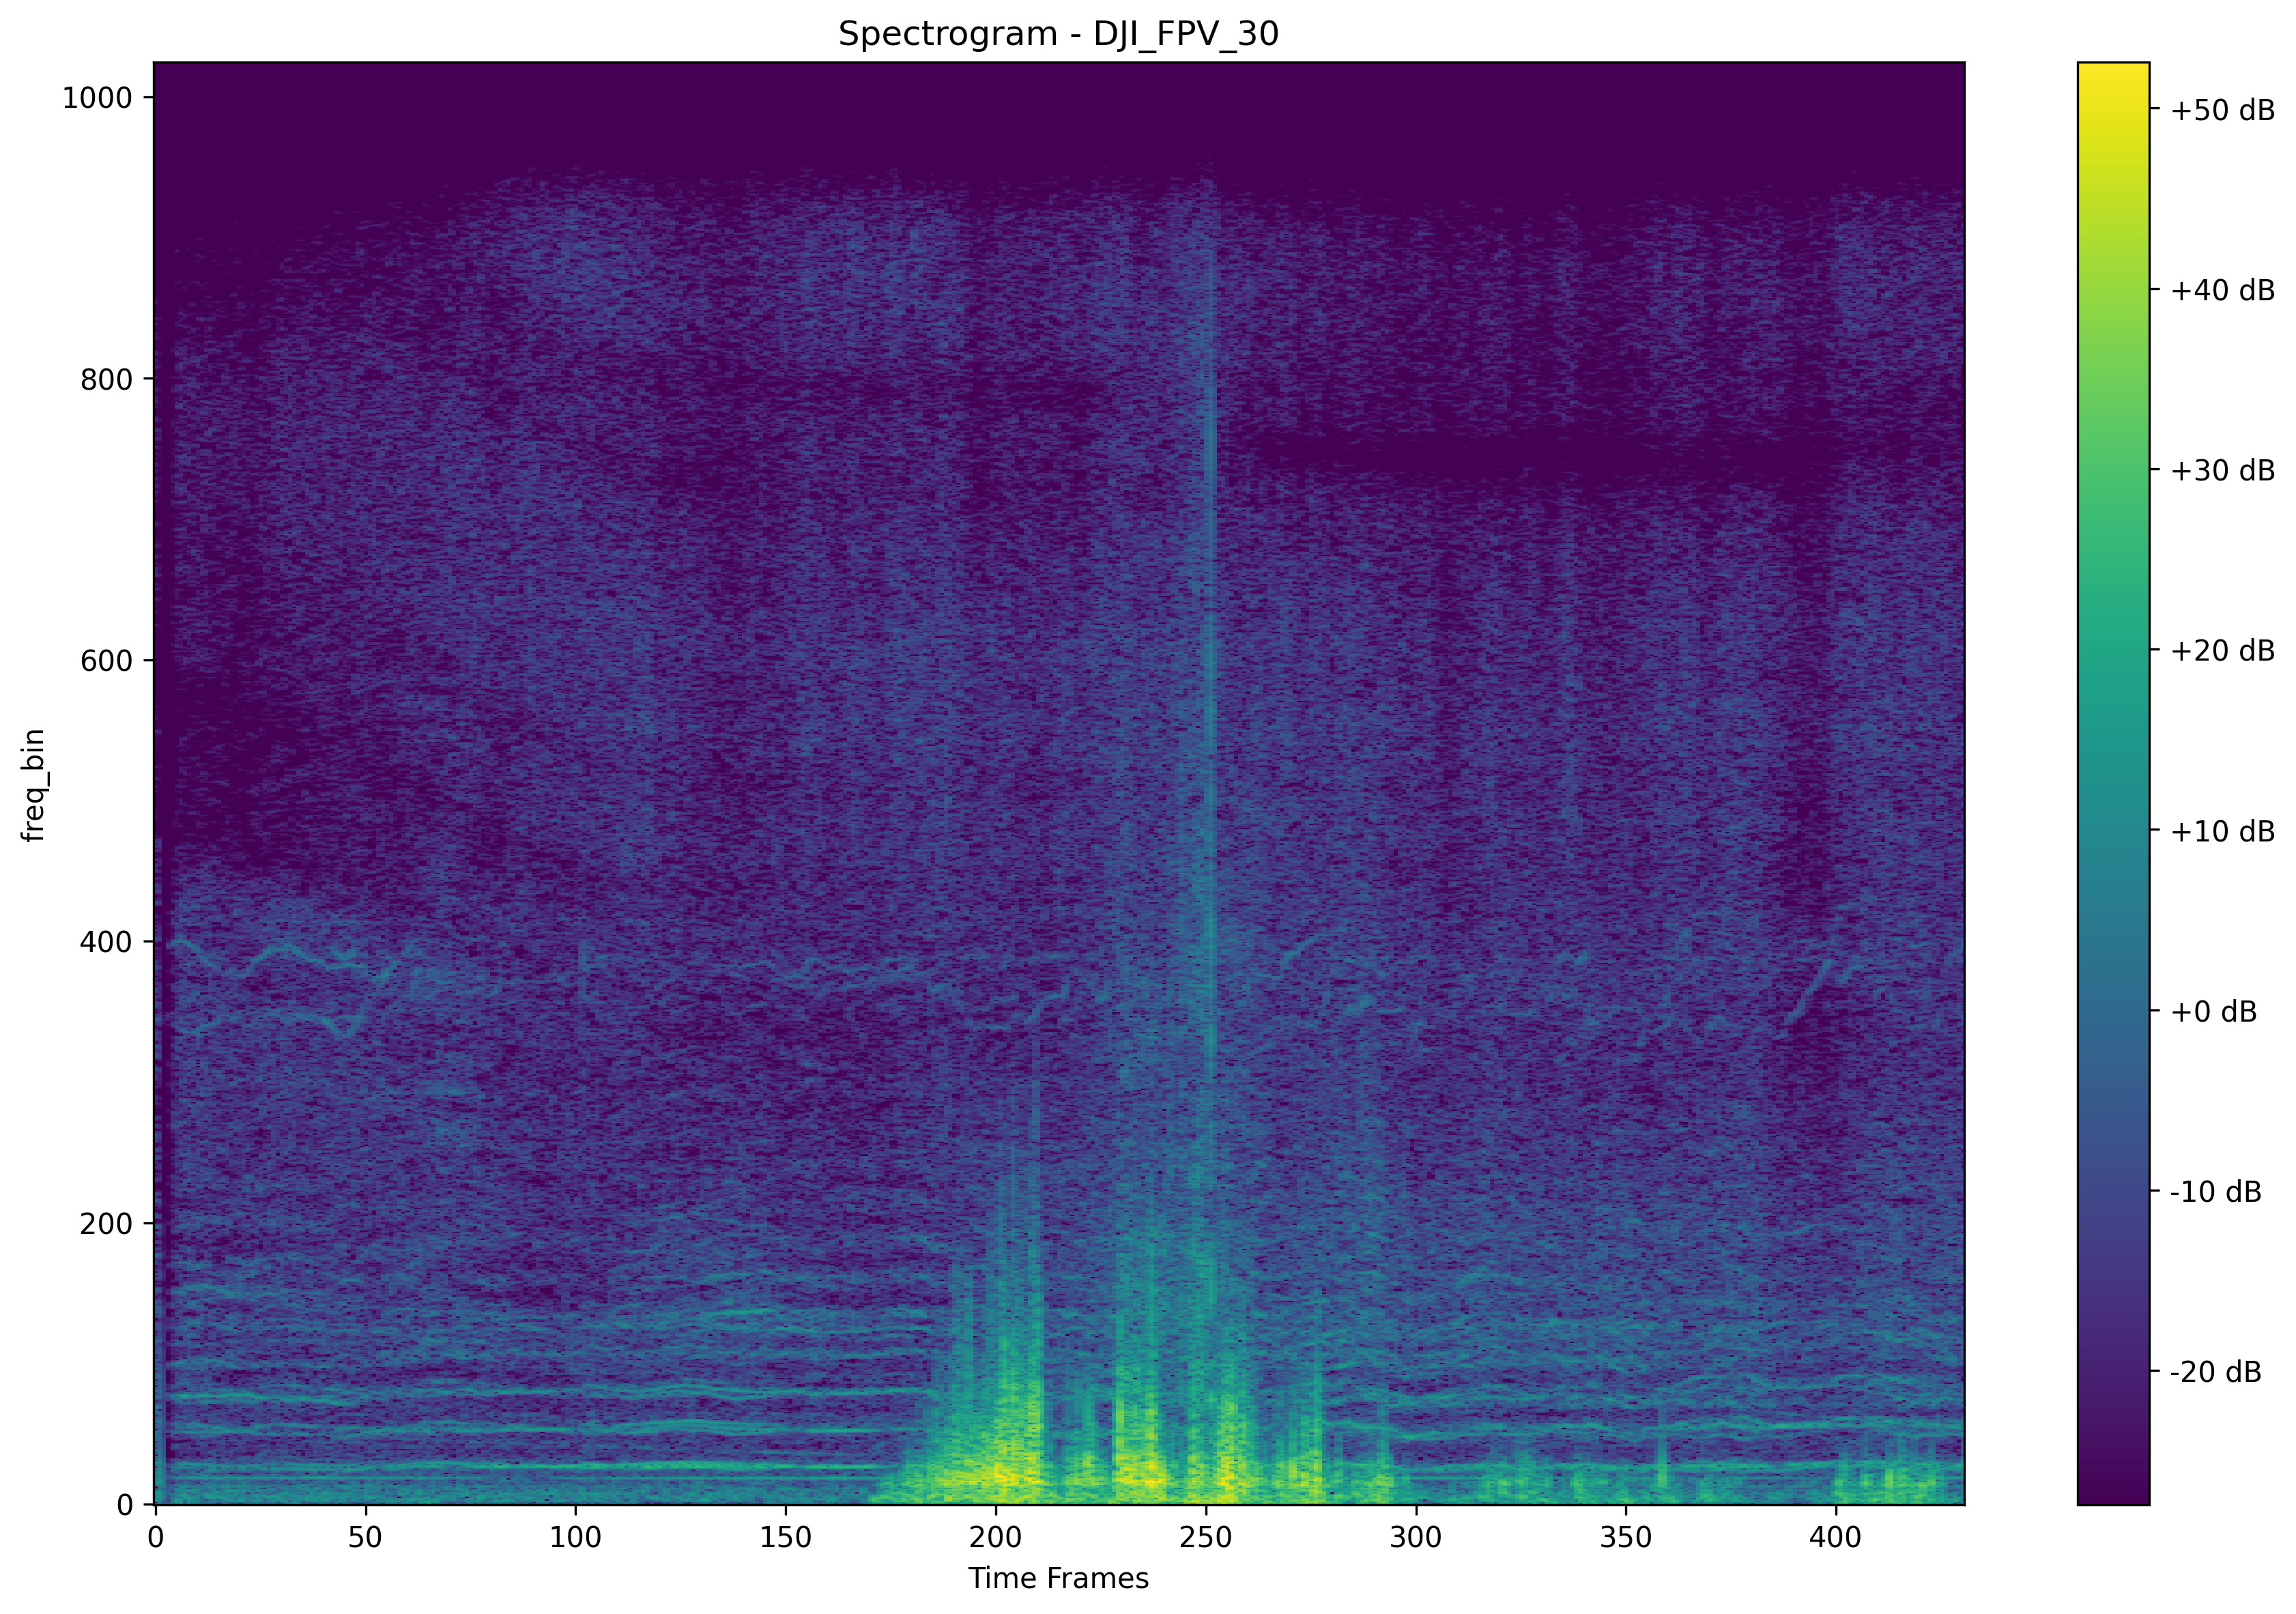 Spectrogram - DJI_FPV_30
1000
800
600
400
200
0
freq_bin
0 50 100 150 200 250 300 350 400
Time Frames
+50 dB
+40 dB
+30 dB
+20 dB
+10 dB
+0 dB
-10 dB
-20 dB